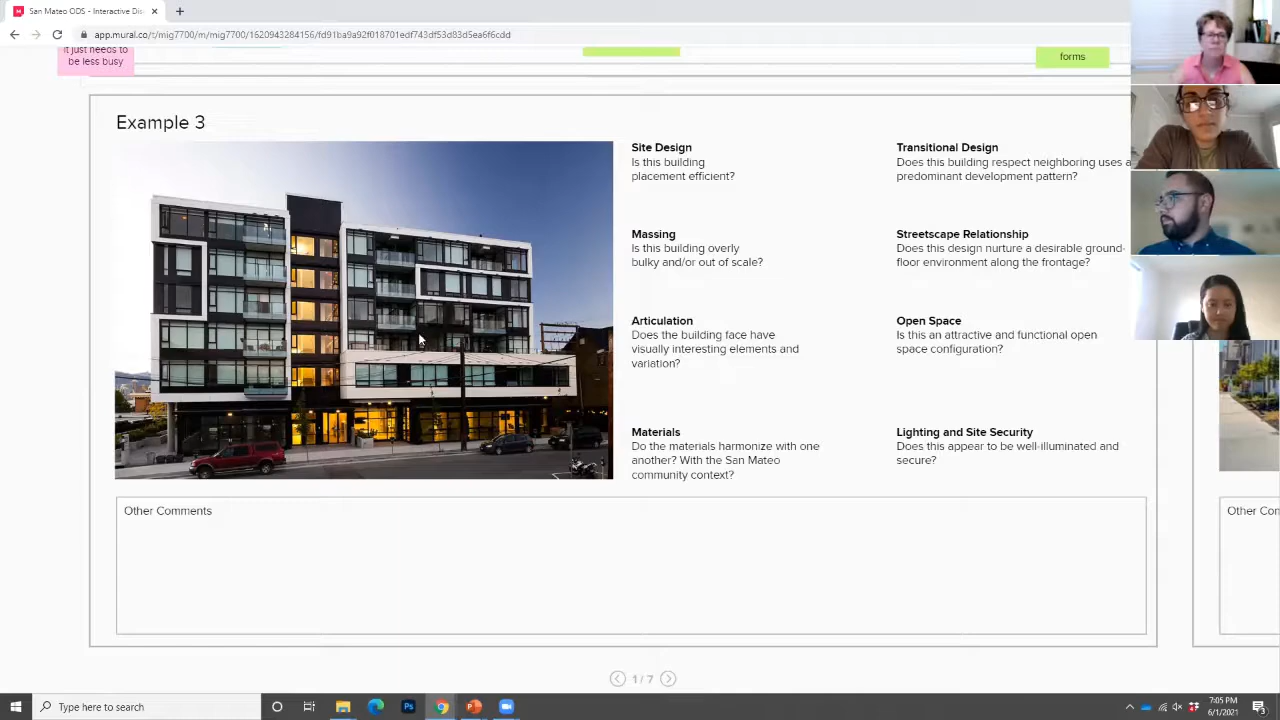 San Mateo ODS - Interactive Dis
app.mural.co/t/mig7700/m/mig7700/1620943284156/fd91ba9a92f018701edf743df53d83d5ea6f6cdd
it just needs to
be less busy
forms
Example 3
Site Design
Is this building
placement efficient?
Transitional Design
Does this building respect neighboring uses a
predominant development pattern?
Massing
Is this building overly
bulky and/or out of scale?
Streetscape Relationship
Does this design nurture a desirable ground-
floor environment along the frontage?
Articulation
Does the building face have
visually interesting elements and
variation?
Open Space
Is this an attractive and functional open
space configuration?
Materials
Do the materials harmonize with one
another? With the San Mateo
community context?
Lighting and Site Security
Does this appear to be well-illuminated and
secure?
Other Comments
Other Con
1/7
Type here to search
7:05 PM
6/1/2021